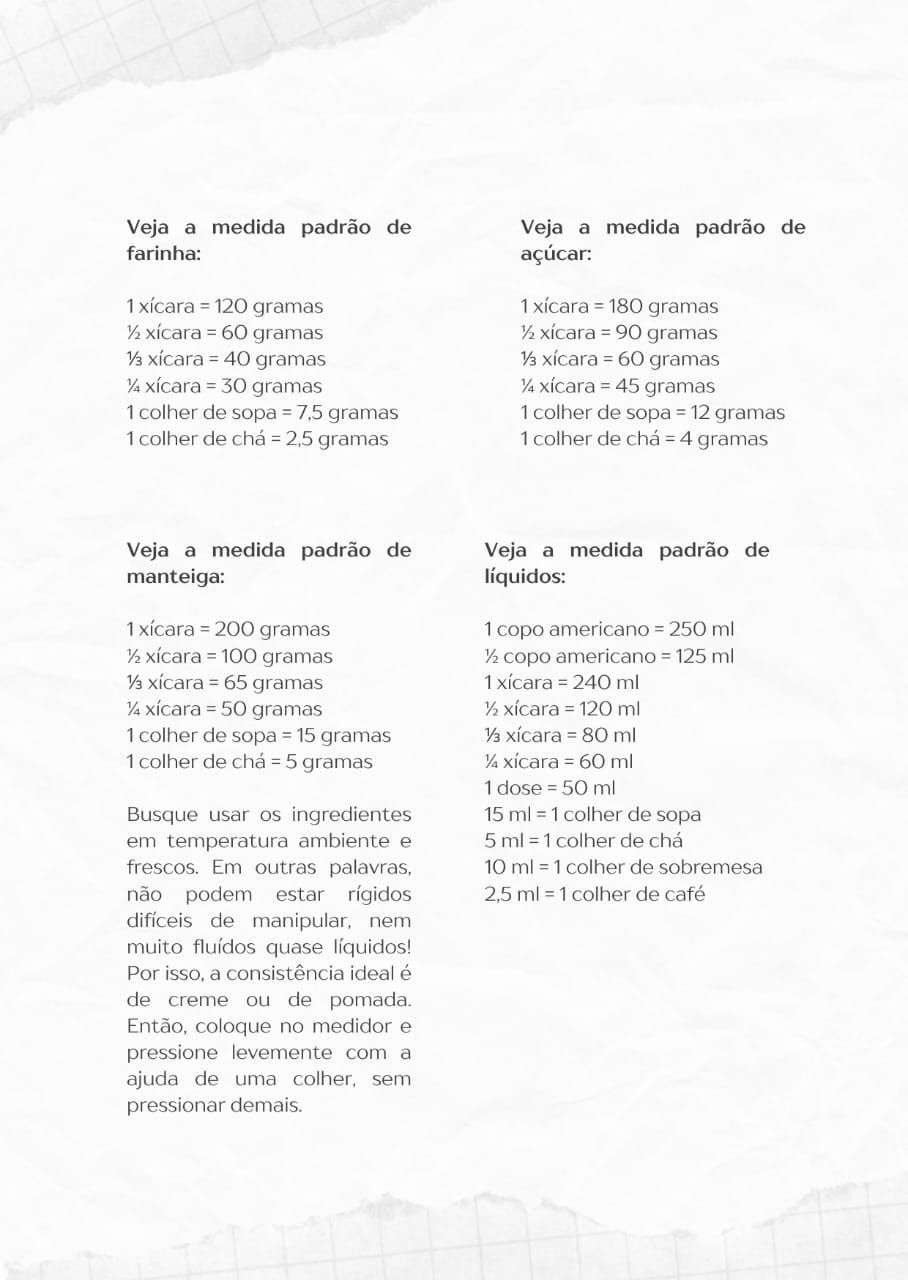 Veja a medida padrão de
farinha:
1 xícara = 120 gramas
½ xícara = 60 gramas
⅓ xícara = 40 gramas
¼ xícara = 30 gramas
1 colher de sopa = 7,5 gramas
1 colher de chá = 2,5 gramas
Veja a medida padrão de
açúcar:
1 xícara = 180 gramas
½ xícara = 90 gramas
⅓ xícara = 60 gramas
¼ xícara = 45 gramas
1 colher de sopa = 12 gramas
1 colher de chá = 4 gramas
Veja a medida padrão de
manteiga:
1 xícara = 200 gramas
½ xícara = 100 gramas
⅓ xícara = 65 gramas
¼ xícara = 50 gramas
1 colher de sopa = 15 gramas
1 colher de chá = 5 gramas
Busque usar os ingredientes
em temperatura ambiente e
frescos. Em outras palavras,
não podem estar rígidos
difíceis de manipular, nem
muito fluídos quase líquidos!
Por isso, a consistência ideal é
de creme ou de pomada.
Então, coloque no medidor e
pressione levemente com a
ajuda de uma colher, sem
pressionar demais.
Veja a medida padrão de
líquidos:
1 copo americano = 250 ml
½ copo americano = 125 ml
1 xícara = 240 ml
½ xícara = 120 ml
⅓ xícara = 80 ml
¼ xícara = 60 ml
1 dose = 50 ml
15 ml = 1 colher de sopa
5 ml = 1 colher de chá
10 ml = 1 colher de sobremesa
2,5 ml = 1 colher de café